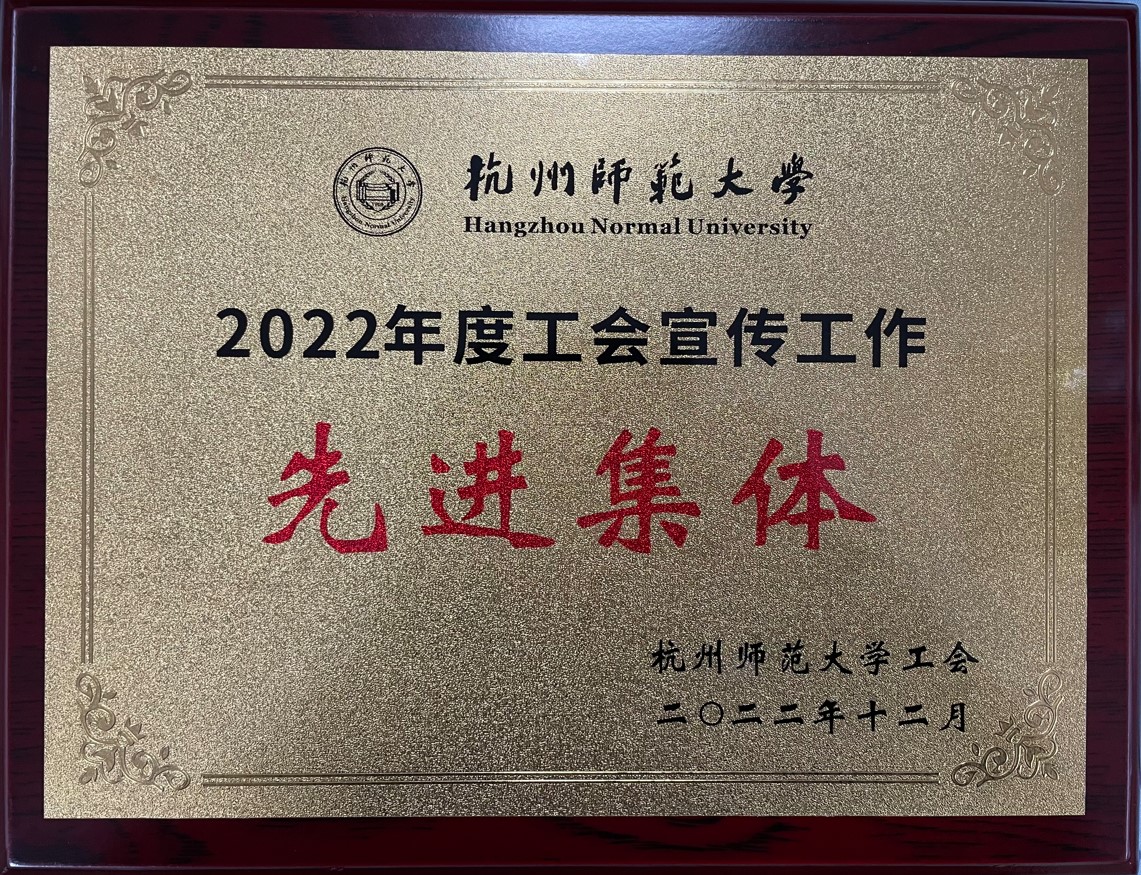 杭州師範大學
Hangzhou Normal University
2022年度工会宣传工作
先进集体
杭州师范大学工会
二〇二二年十二月